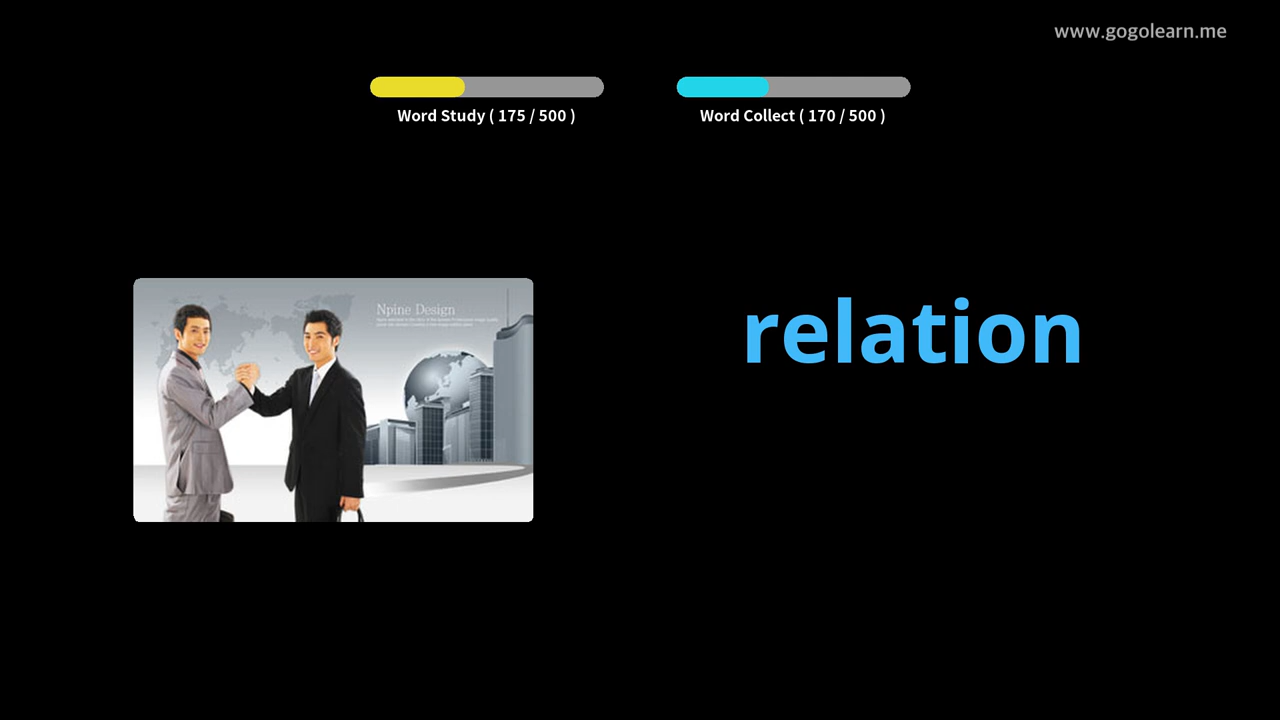 www.gogolearn.me
Word Study ( 175 / 500 )
Word Collect ( 170 / 500 )
Npine Design
relation